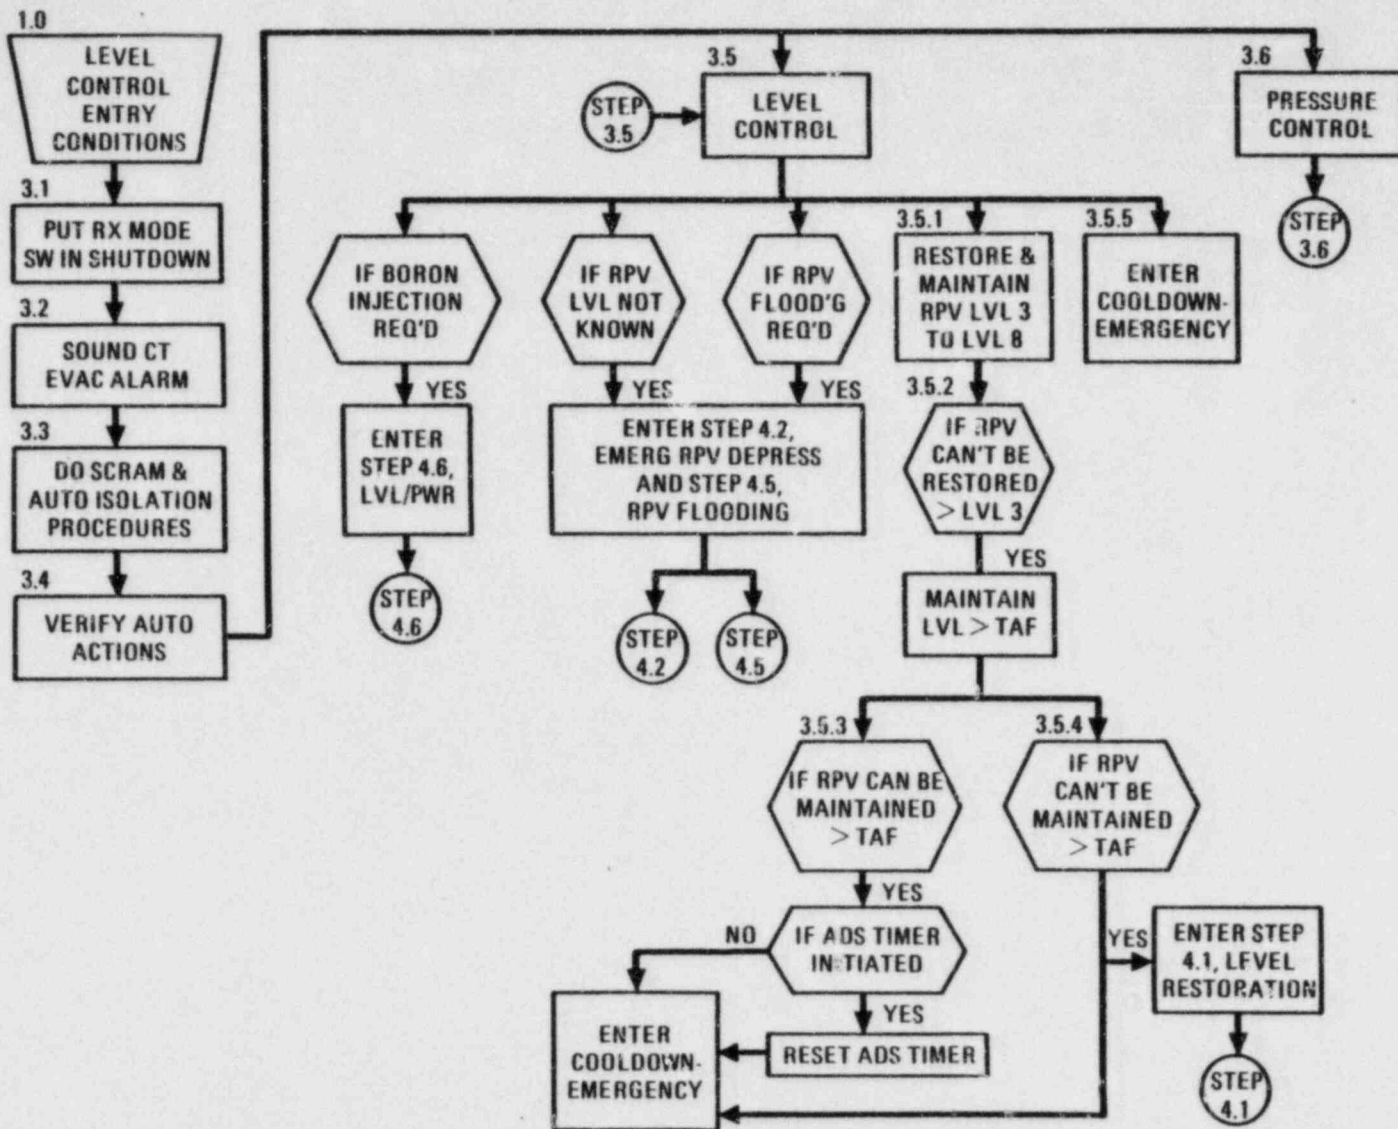 1.0
LEVEL
CONTROL
ENTRY
CONDITIONS
3.1
PUT RX MODE
SW IN SHUTDOWN
3.2
SOUND CT
EVAC ALARM
3.3
DO SCRAM &
AUTO ISOLATION
PROCEDURES
3.4
VERIFY AUTO
ACTIONS
STEP
3.5
3.5
LEVEL
CONTROL
3.6
PRESSURE
CONTROL
STEP
3.6
IF BORON
INJECTION
REQ'D
YES
ENTER
STEP 4.6,
LVL/PWR
STEP
4.6
IF RPV
LVL NOT
KNOWN
YES
IF RPV
FLOOD'G
REQ'D
YES
ENTER STEP 4.2,
EMERG RPV DEPRESS
AND STEP 4.5,
RPV FLOODING
STEP
4.2
STEP
4.5
3.5.1
RESTORE &
MAINTAIN
RPV LVL 3
TO LVL 8
3.5.5
ENTER
COOLDOWN-
EMERGENCY
3.5.2
IF RPV
CAN'T BE
RESTORED
> LVL 3
YES
MAINTAIN
LVL > TAF
3.5.3
IF RPV CAN BE
MAINTAINED
> TAF
YES
3.5.4
IF RPV
CAN'T BE
MAINTAINED
> TAF
YES
IF ADS TIMER
INITIATED
NO
YES
RESET ADS TIMER
ENTER
COOLDOWN-
EMERGENCY
ENTER STEP
4.1, LEVEL
RESTORATION
STEP
4.1